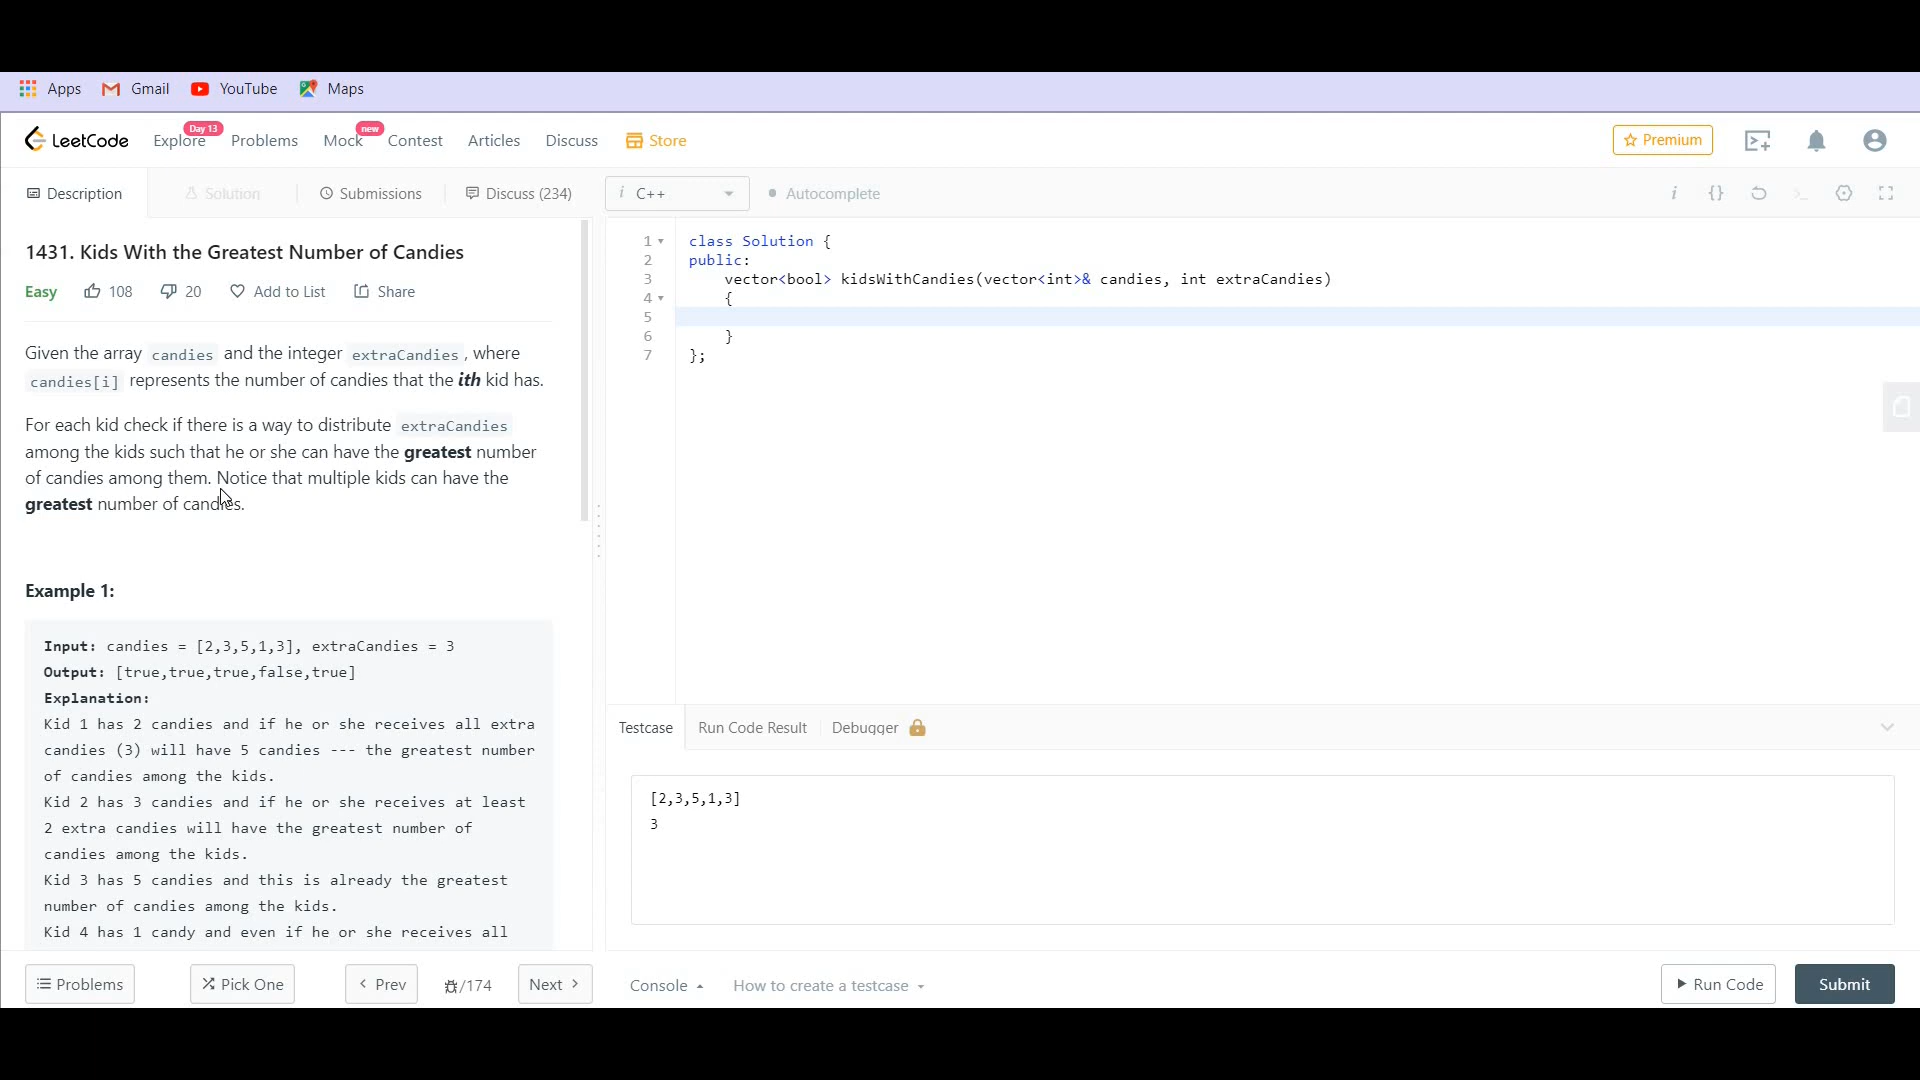 Apps Gmail YouTube Maps
LeetCode Explore Day 13 Problems Mock new Contest Articles Discuss Store Premium
Description Solution Submissions Discuss (234) i C++ Autocomplete i {} >_
1431. Kids With the Greatest Number of Candies
Easy 108 20 Add to List Share
Given the array candies and the integer extraCandies, where
candies[i] represents the number of candies that the ith kid has.
For each kid check if there is a way to distribute extraCandies
among the kids such that he or she can have the greatest number
of candies among them. Notice that multiple kids can have the
greatest number of candies.
Example 1:
Input: candies = [2,3,5,1,3], extraCandies = 3
Output: [true,true,true,false,true]
Explanation:
Kid 1 has 2 candies and if he or she receives all extra
candies (3) will have 5 candies --- the greatest number
of candies among the kids.
Kid 2 has 3 candies and if he or she receives at least
2 extra candies will have the greatest number of
candies among the kids.
Kid 3 has 5 candies and this is already the greatest
number of candies among the kids.
Kid 4 has 1 candy and even if he or she receives all
1 class Solution {
2 public:
3 vector<bool> kidsWithCandies(vector<int>& candies, int extraCandies)
4 {
5
6 }
7 };
Testcase Run Code Result Debugger
[2,3,5,1,3]
3
Problems Pick One < Prev /174 Next > Console How to create a testcase Run Code Submit